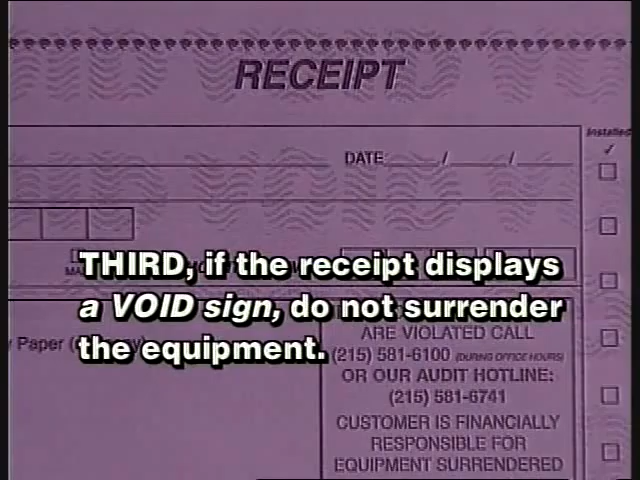 RECEIPT
Installed
✓
DATE / /
THIRD, if the receipt displays
a VOID sign, do not surrender
the equipment.
Paper (
ARE VIOLATED CALL
(215) 581-6100 (DURING OFFICE HOURS)
OR OUR AUDIT HOTLINE:
(215) 581-6741
CUSTOMER IS FINANCIALLY
RESPONSIBLE FOR
EQUIPMENT SURRENDERED